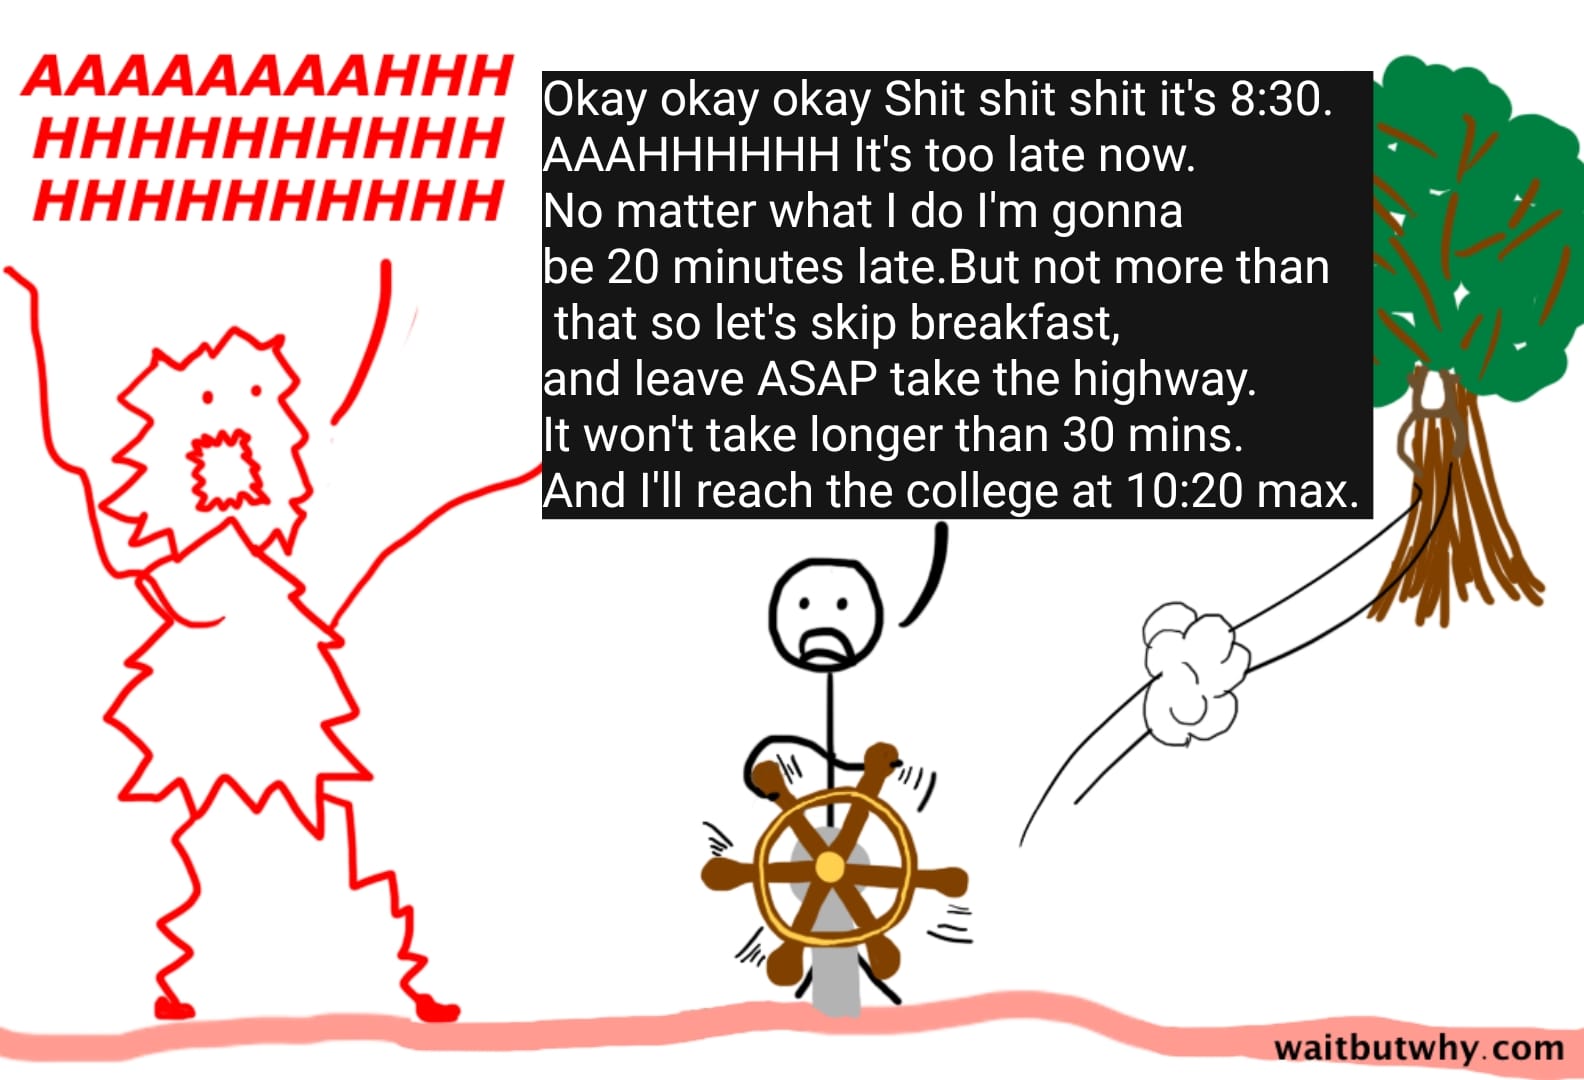 AAAAAAAAHHH
HHHHHHHHHH
HHHHHHHHHH
Okay okay okay Shit shit shit it's 8:30.
AAAHHHHHH It's too late now.
No matter what I do I'm gonna
be 20 minutes late.But not more than
that so let's skip breakfast,
and leave ASAP take the highway.
It won't take longer than 30 mins.
And I'll reach the college at 10:20 max.
waitbutwhy.com